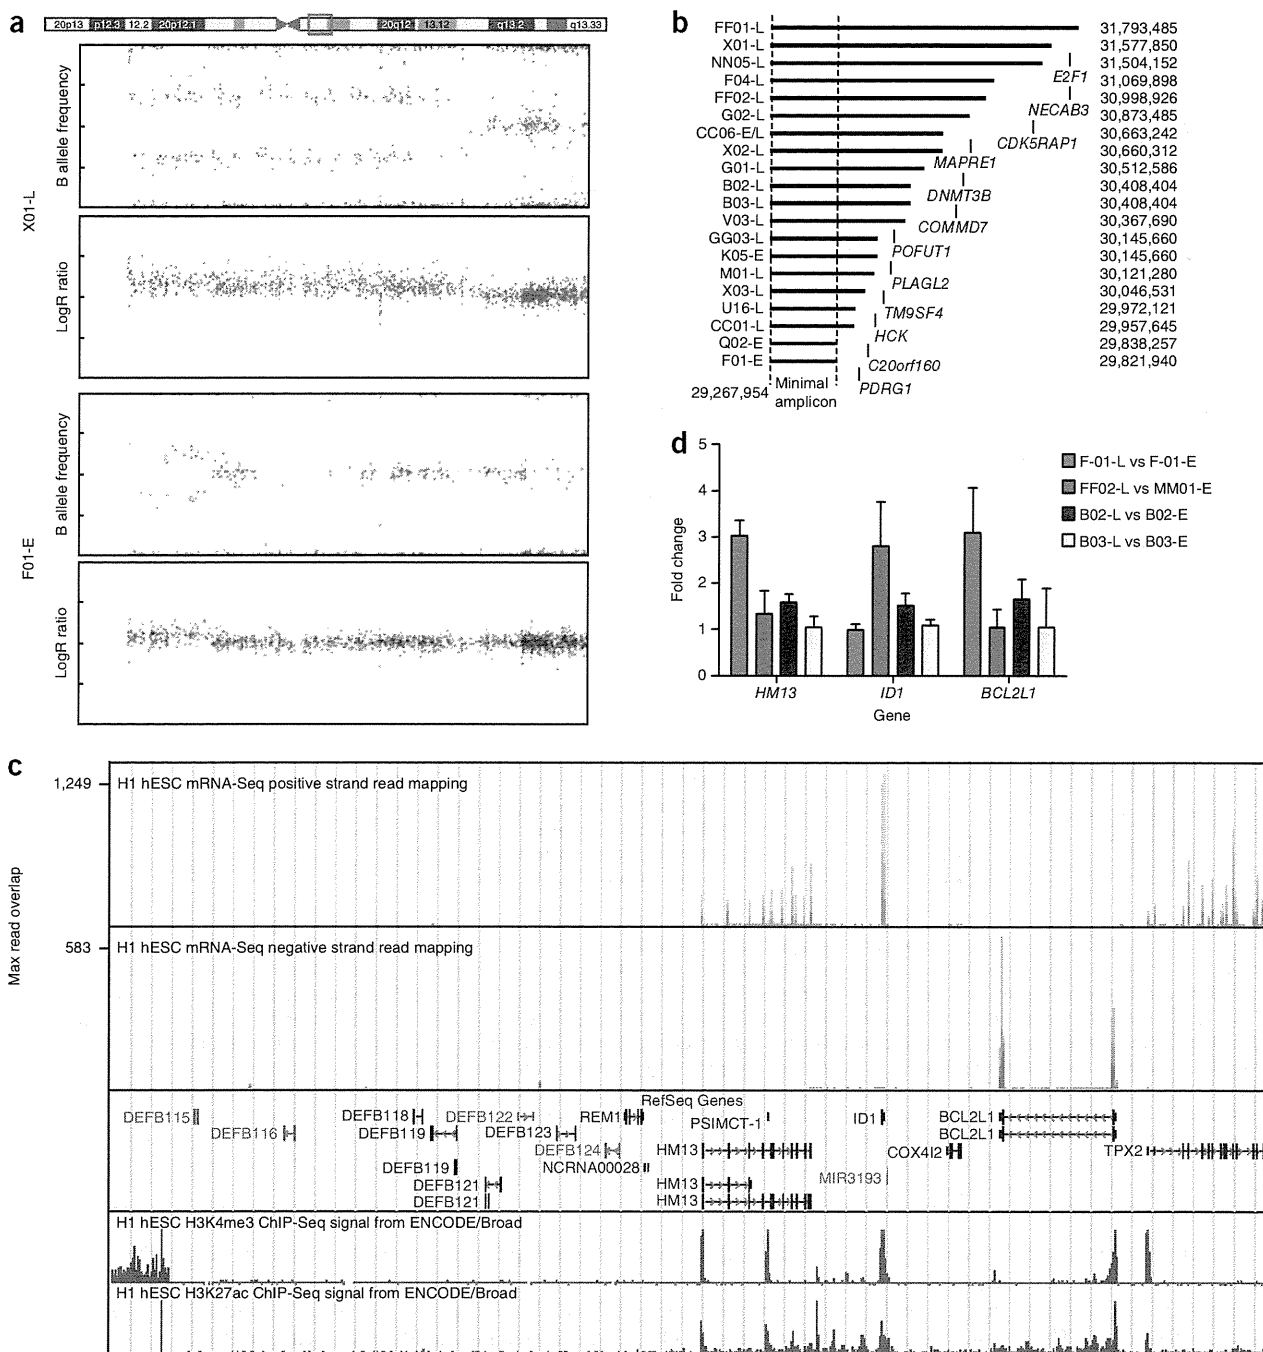 a
20p13 p12.3 12.2 20p12.1 20q12 13.12 q13.2 q13.33
X01-L
B allele frequency
LogR ratio
F01-E
B allele frequency
LogR ratio
b
FF01-L 31,793,485
X01-L 31,577,850
NN05-L 31,504,152
E2F1
F04-L 31,069,898
FF02-L 30,998,926
NECAB3
G02-L 30,873,485
CC06-E/L 30,663,242
CDK5RAP1
X02-L 30,660,312
MAPRE1
G01-L 30,512,586
B02-L 30,408,404
DNMT3B
B03-L 30,408,404
V03-L 30,367,690
COMMD7
GG03-L 30,145,660
POFUT1
K05-E 30,145,660
M01-L 30,121,280
PLAGL2
X03-L 30,046,531
U16-L 29,972,121
TM9SF4
CC01-L 29,957,645
HCK
Q02-E 29,838,257
F01-E 29,821,940
C20orf160
29,267,954
Minimal
amplicon
PDRG1
d
5
4
3
2
1
0
Fold change
F-01-L vs F-01-E
FF02-L vs MM01-E
B02-L vs B02-E
B03-L vs B03-E
HM13 ID1 BCL2L1
Gene
c
Max read overlap
1,249
H1 hESC mRNA-Seq positive strand read mapping
583
H1 hESC mRNA-Seq negative strand read mapping
RefSeq Genes
DEFB115 DEFB118 DEFB122 REM1 PSIMCT-1 ID1 BCL2L1
DEFB116 DEFB119 DEFB123 BCL2L1
DEFB124 HM13 COX4I2 TPX2
DEFB119 NCRNA00028 MIR3193
DEFB121 HM13
DEFB121 HM13
H1 hESC H3K4me3 ChIP-Seq signal from ENCODE/Broad
H1 hESC H3K27ac ChIP-Seq signal from ENCODE/Broad